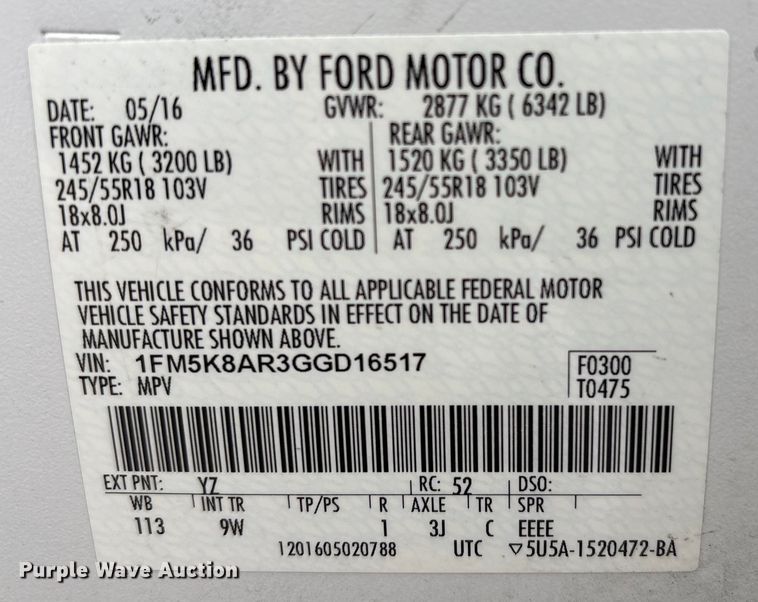 MFD. BY FORD MOTOR CO.
DATE: 05/16 GVWR: 2877 KG ( 6342 LB)
FRONT GAWR: REAR GAWR:
1452 KG ( 3200 LB) WITH 1520 KG ( 3350 LB) WITH
245/55R18 103V TIRES 245/55R18 103V TIRES
18x8.0J RIMS 18x8.0J RIMS
AT 250 kPa/ 36 PSI COLD AT 250 kPa/ 36 PSI COLD
THIS VEHICLE CONFORMS TO ALL APPLICABLE FEDERAL MOTOR
VEHICLE SAFETY STANDARDS IN EFFECT ON THE DATE OF
MANUFACTURE SHOWN ABOVE.
VIN: 1FM5K8AR3GGD16517 F0300
TYPE: MPV T0475
EXT PNT: YZ RC: 52 DSO:
WB INT TR TP/PS R AXLE TR SPR
113 9W 1 3J C EEEE
1201605020788 UTC ▽5U5A-1520472-BA
Purple Wave Auction